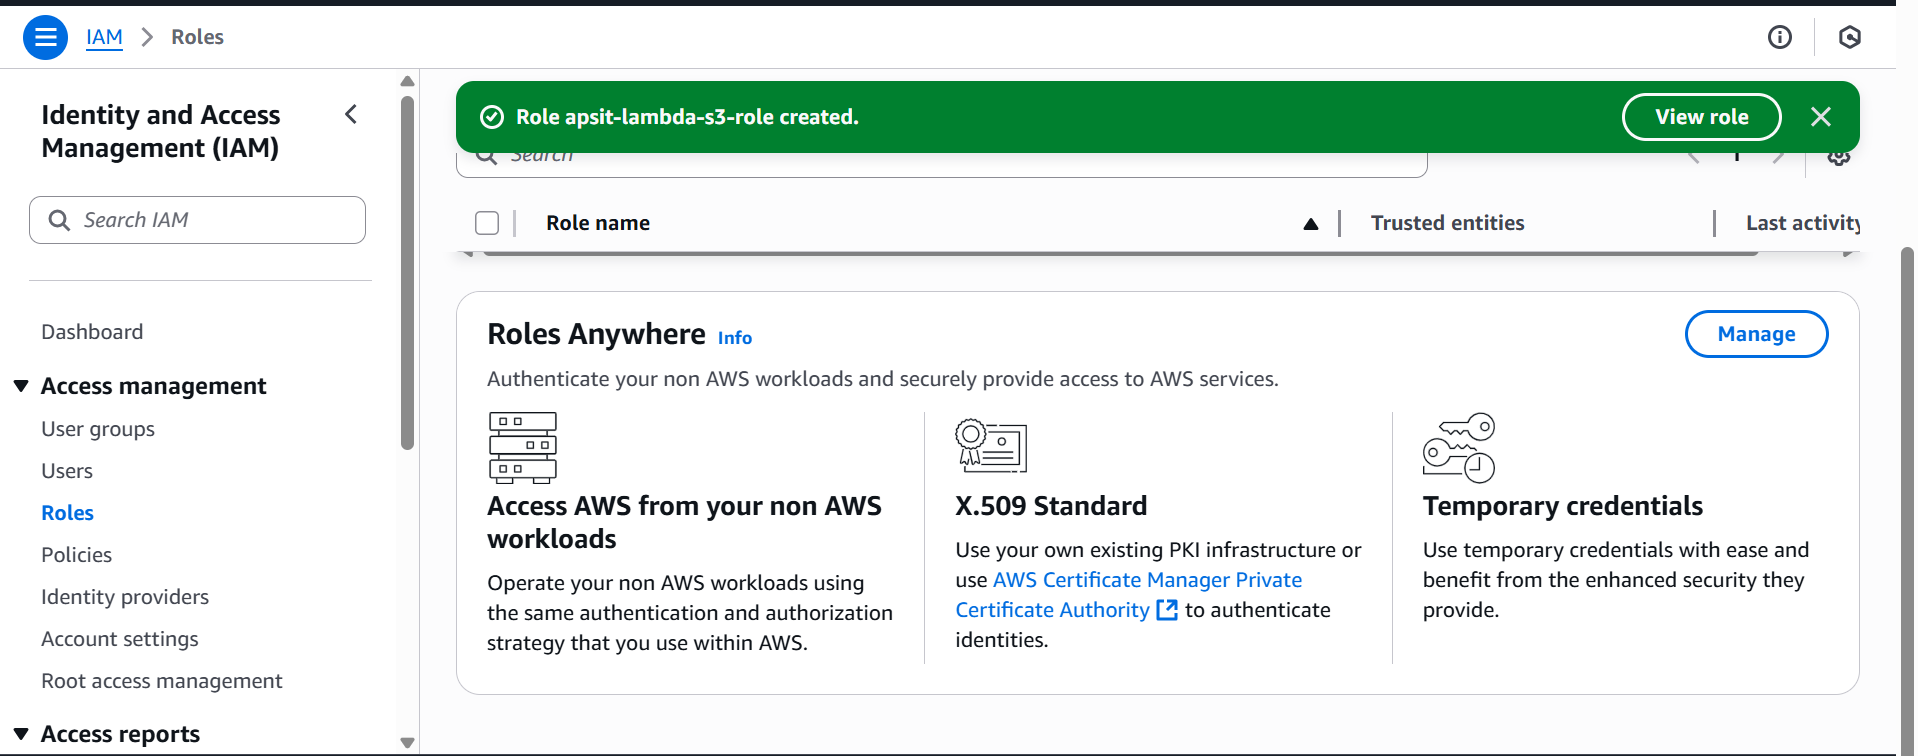 IAM > Roles
Identity and Access
Management (IAM)
Search IAM
Dashboard
Access management
User groups
Users
Roles
Policies
Identity providers
Account settings
Root access management
Access reports
Role apsit-lambda-s3-role created.
View role
Search
1
Role name
Trusted entities
Last activity
Roles Anywhere Info
Manage
Authenticate your non AWS workloads and securely provide access to AWS services.
Access AWS from your non AWS
workloads
Operate your non AWS workloads using
the same authentication and authorization
strategy that you use within AWS.
X.509 Standard
Use your own existing PKI infrastructure or
use AWS Certificate Manager Private
Certificate Authority to authenticate
identities.
Temporary credentials
Use temporary credentials with ease and
benefit from the enhanced security they
provide.